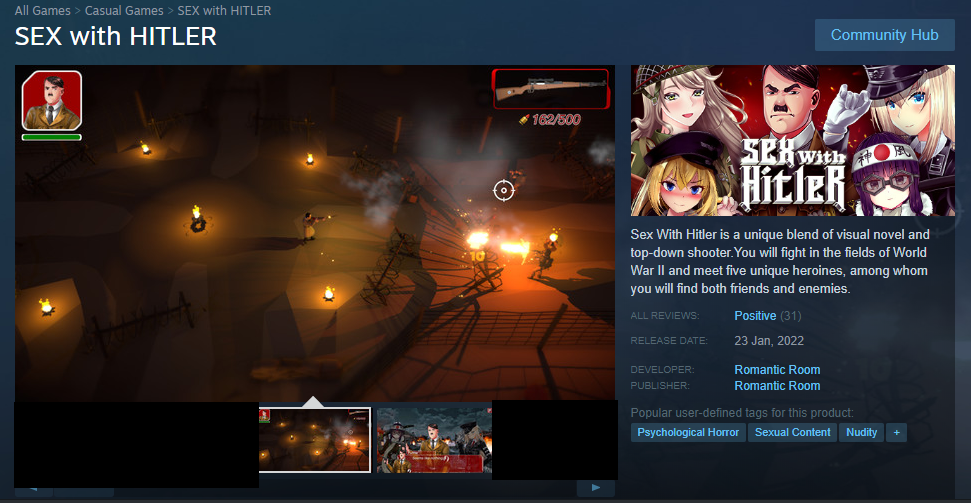 All Games > Casual Games > SEX with HITLER
SEX with HITLER
Community Hub
162/500
10
SEX With
HITLER
神 風
Sex With Hitler is a unique blend of visual novel and
top-down shooter.You will fight in the fields of World
War II and meet five unique heroines, among whom
you will find both friends and enemies.
ALL REVIEWS: Positive (31)
RELEASE DATE: 23 Jan, 2022
DEVELOPER: Romantic Room
PUBLISHER: Romantic Room
Popular user-defined tags for this product:
Psychological Horror Sexual Content Nudity +